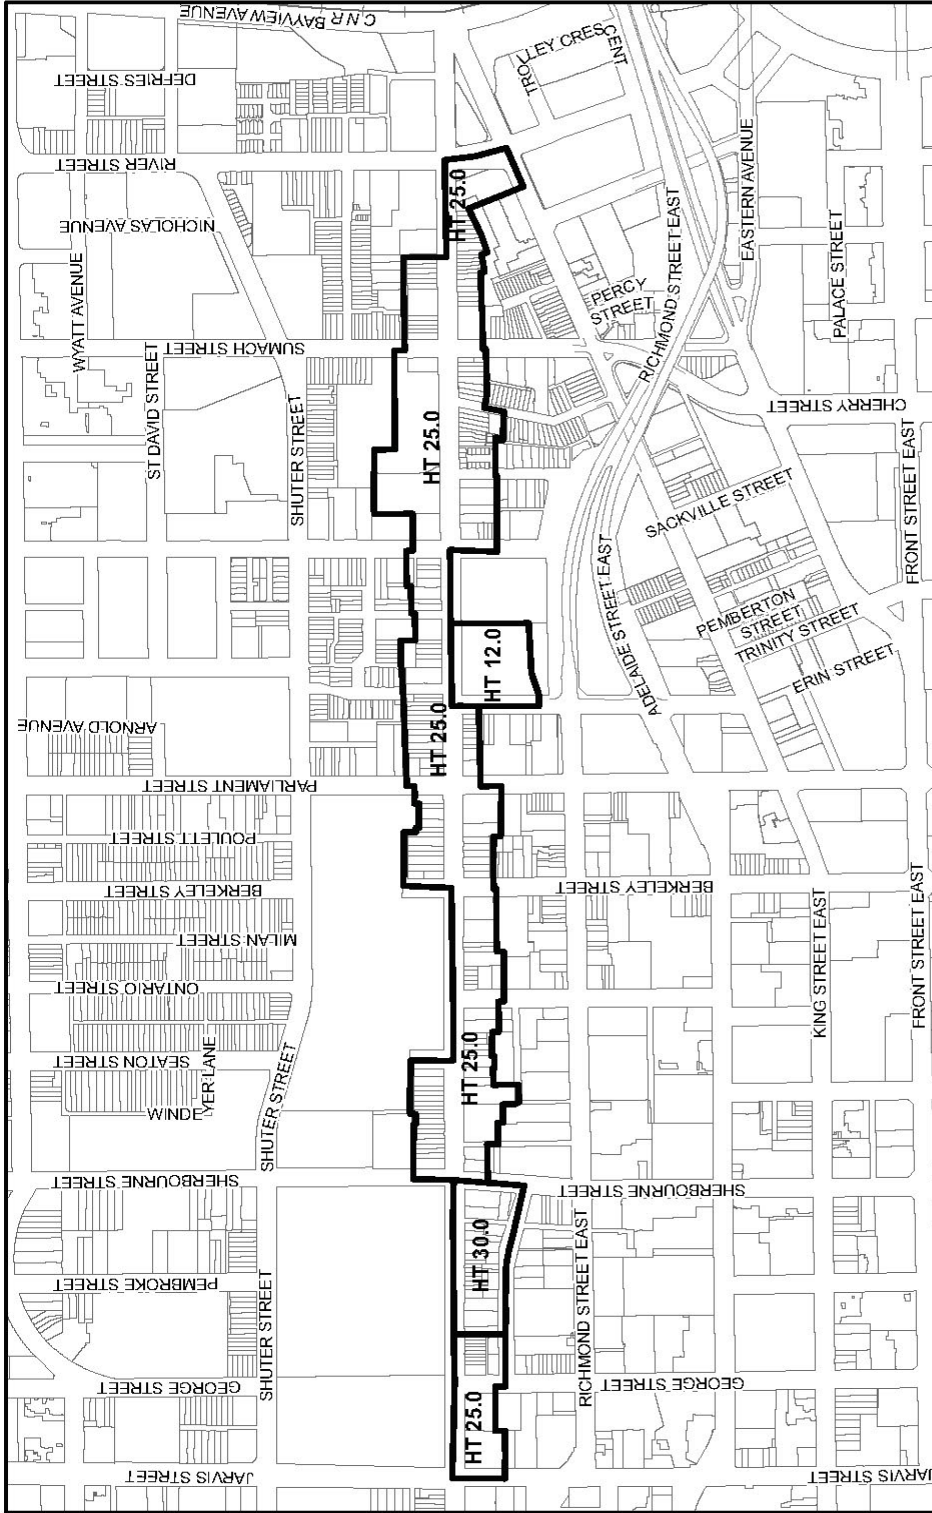 C.N.R BAYVIEW AVENUE
DEFRIES STREET
RIVER STREET
NICHOLAS AVENUE
WYATT AVENUE
SUMACH STREET
ST DAVID STREET
SHUTER STREET
TROLLEY CRESCENT
RICHMOND STREET EAST
EASTERN AVENUE
PERCY
STREET
PALACE STREET
CHERRY STREET
HT 25.0
HT 25.0
SACKVILLE STREET
FRONT STREET EAST
ADELAIDE STREET EAST
PEMBERTON
STREET
TRINITY STREET
ERIN STREET
HT 12.0
HT 25.0
ARNOLD AVENUE
PARLIAMENT STREET
POULETT STREET
BERKELEY STREET
BERKELEY STREET
MILAN STREET
ONTARIO STREET
SEATON STREET
WINDEYER LANE
SHUTER STREET
KING STREET EAST
FRONT STREET EAST
HT 25.0
SHERBOURNE STREET
SHERBOURNE STREET
PEMBROKE STREET
SHUTER STREET
HT 30.0
RICHMOND STREET EAST
GEORGE STREET
GEORGE STREET
HT 25.0
JARVIS STREET
JARVIS STREET